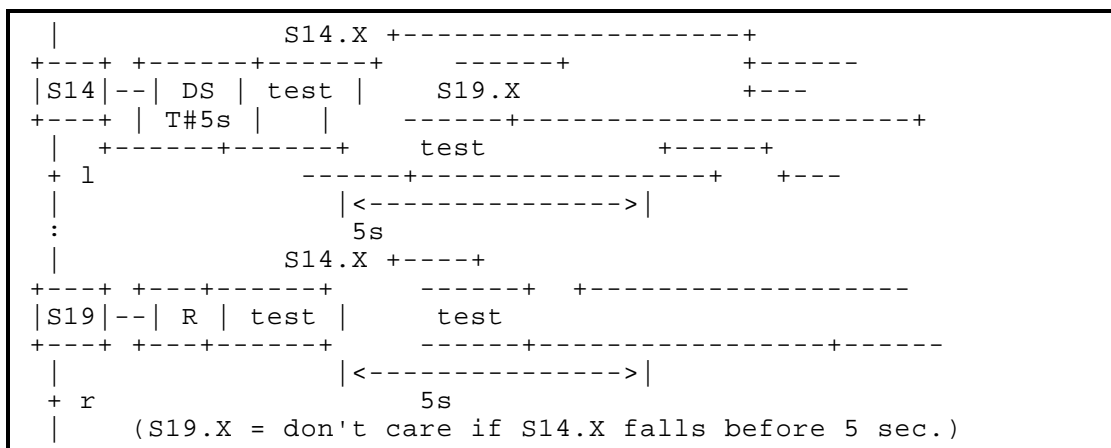 |                S14.X +---------------------+
+---+ +------+------+     ------+           +------
|S14|--| DS | test |     S19.X              +---
+---+ | T#5s |    |     ------+------------------------+
|   +------+------+     test           +-----+
+ l                ------+-----------------+   +---
|                  |<--------------->|
:                   5s
|                S14.X +----+
+---+ +---+------+      ------+  +-------------------
|S19|--| R | test |      test
+---+ +---+------+      ------+-----------------+------
|                  |<--------------->|
+ r                      5s
|     (S19.X = don't care if S14.X falls before 5 sec.)